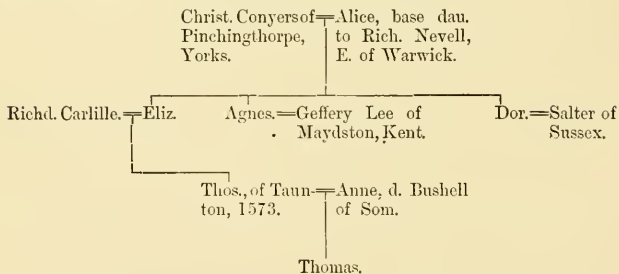 Christ. Conyers of = Alice, base dau.
Pinchingthorpe, to Rich. Nevell,
Yorks. E. of Warwick.
Richd. Carlille. = Eliz. Agnes. = Geffery Lee of Dor. = Salter of
Maydston, Kent. Sussex.
Thos., of Taun- = Anne, d. Bushell
ton, 1573. of Som.
Thomas.